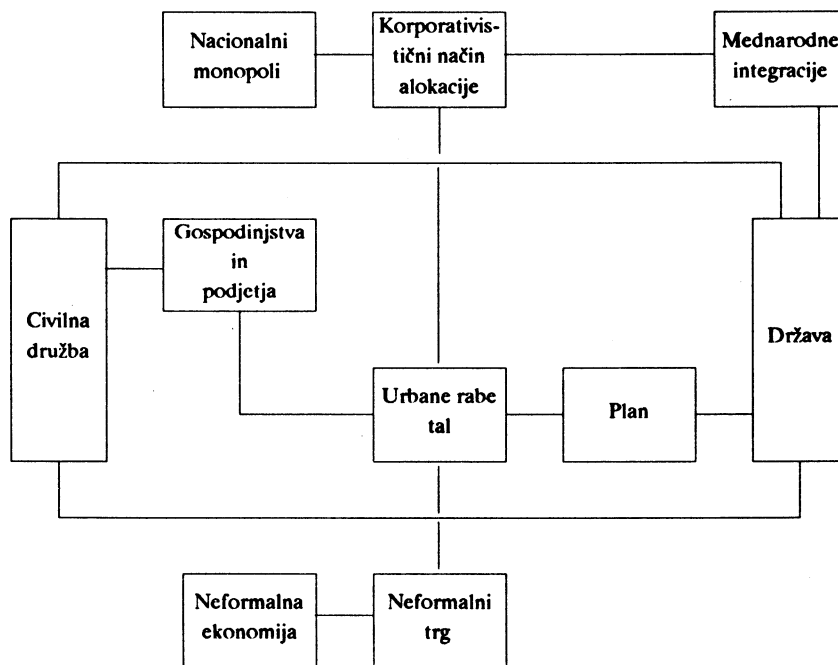 Nacionalni
monopoli
Korporativis-
tični način
alokacije
Mednarodne
integracije
Gospodinjstva
in
podjetja
Civilna
družba
Država
Urbane rabe
tal
Plan
Neformalna
ekonomija
Neformalni
trg